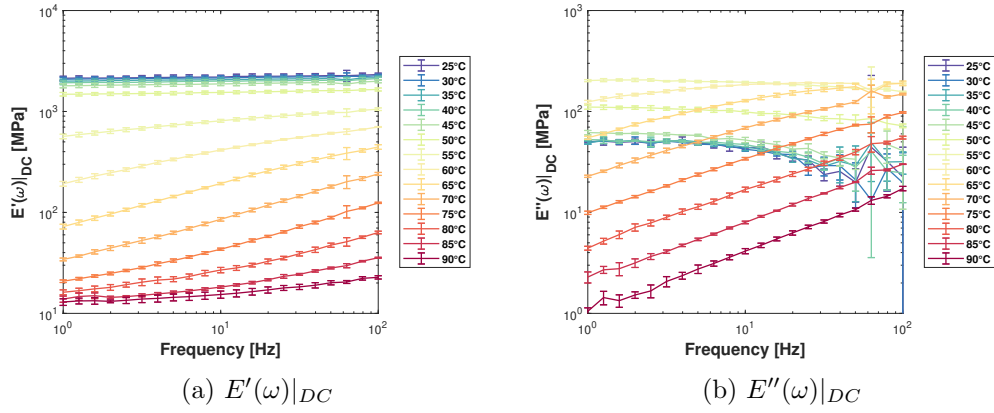 10^4
10^3
10^2
10^1
E'(ω)|DC [MPa]
10^0
10^1
10^2
Frequency [Hz]
25°C
30°C
35°C
40°C
45°C
50°C
55°C
60°C
65°C
70°C
75°C
80°C
85°C
90°C
(a) E′(ω)|DC
10^3
10^2
10^1
10^0
E"(ω)|DC [MPa]
10^0
10^1
10^2
Frequency [Hz]
25°C
30°C
35°C
40°C
45°C
50°C
55°C
60°C
65°C
70°C
75°C
80°C
85°C
90°C
(b) E′′(ω)|DC